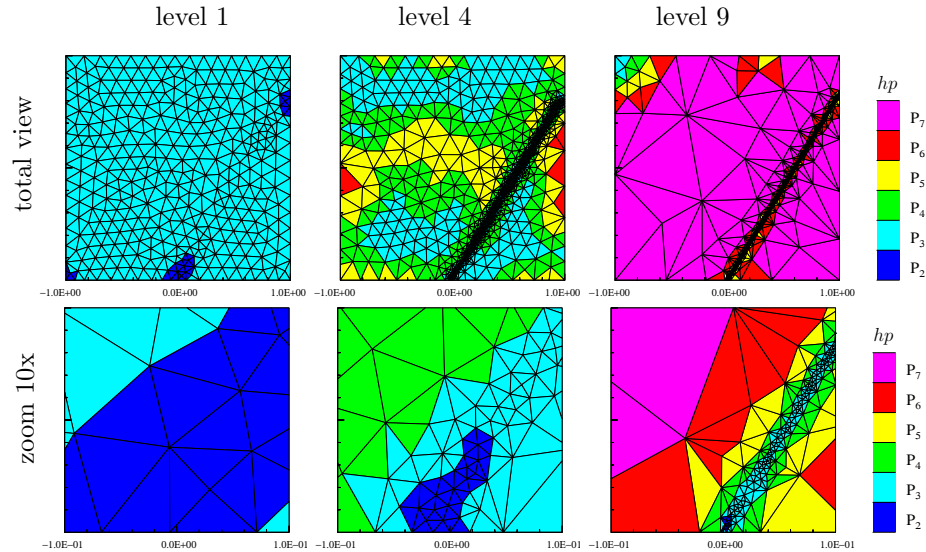 level 1 level 4 level 9
total view
hp
P7
P6
P5
P4
P3
P2
−1.0E+00 0.0E+00 1.0E+00 −1.0E+00 0.0E+00 1.0E+00 −1.0E+00 0.0E+00 1.0E+00
zoom 10x
hp
P7
P6
P5
P4
P3
P2
−1.0E−01 0.0E+00 1.0E−01 −1.0E−01 0.0E+00 1.0E−01 −1.0E−01 0.0E+00 1.0E−01